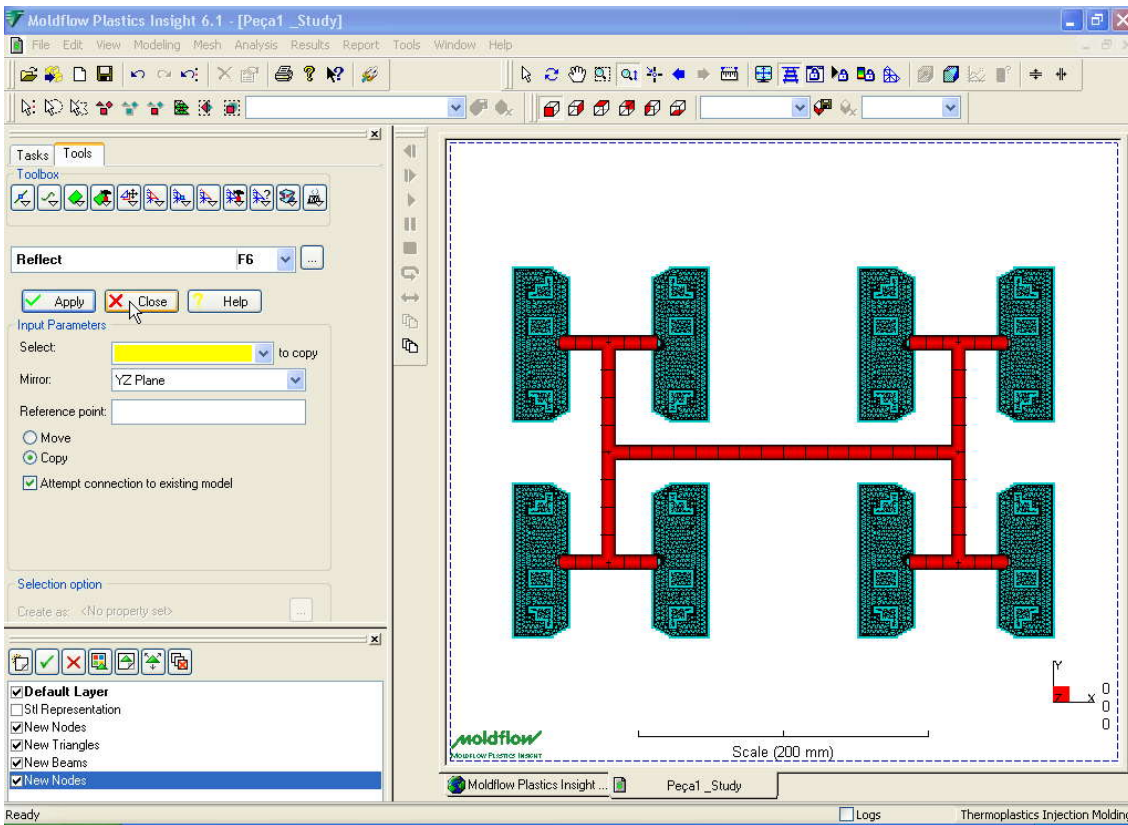 Moldflow Plastics Insight 6.1 - [Peça1 _Study]
File Edit View Modeling Mesh Analysis Results Report Tools Window Help
Tasks Tools
Toolbox
Reflect F6 ...
Apply Close ? Help
Input Parameters
Select: to copy
Mirror: YZ Plane
Reference point:
Move
Copy
Attempt connection to existing model
Selection option
Create as: <No property set> ...
Default Layer
Stl Representation
New Nodes
New Triangles
New Beams
New Nodes
Y
Z X
0
0
0
moldflow
MOLDFLOW PLASTICS INSIGHT
Scale (200 mm)
Moldflow Plastics Insight ... Peça1 _Study
Ready Logs Thermoplastics Injection Molding